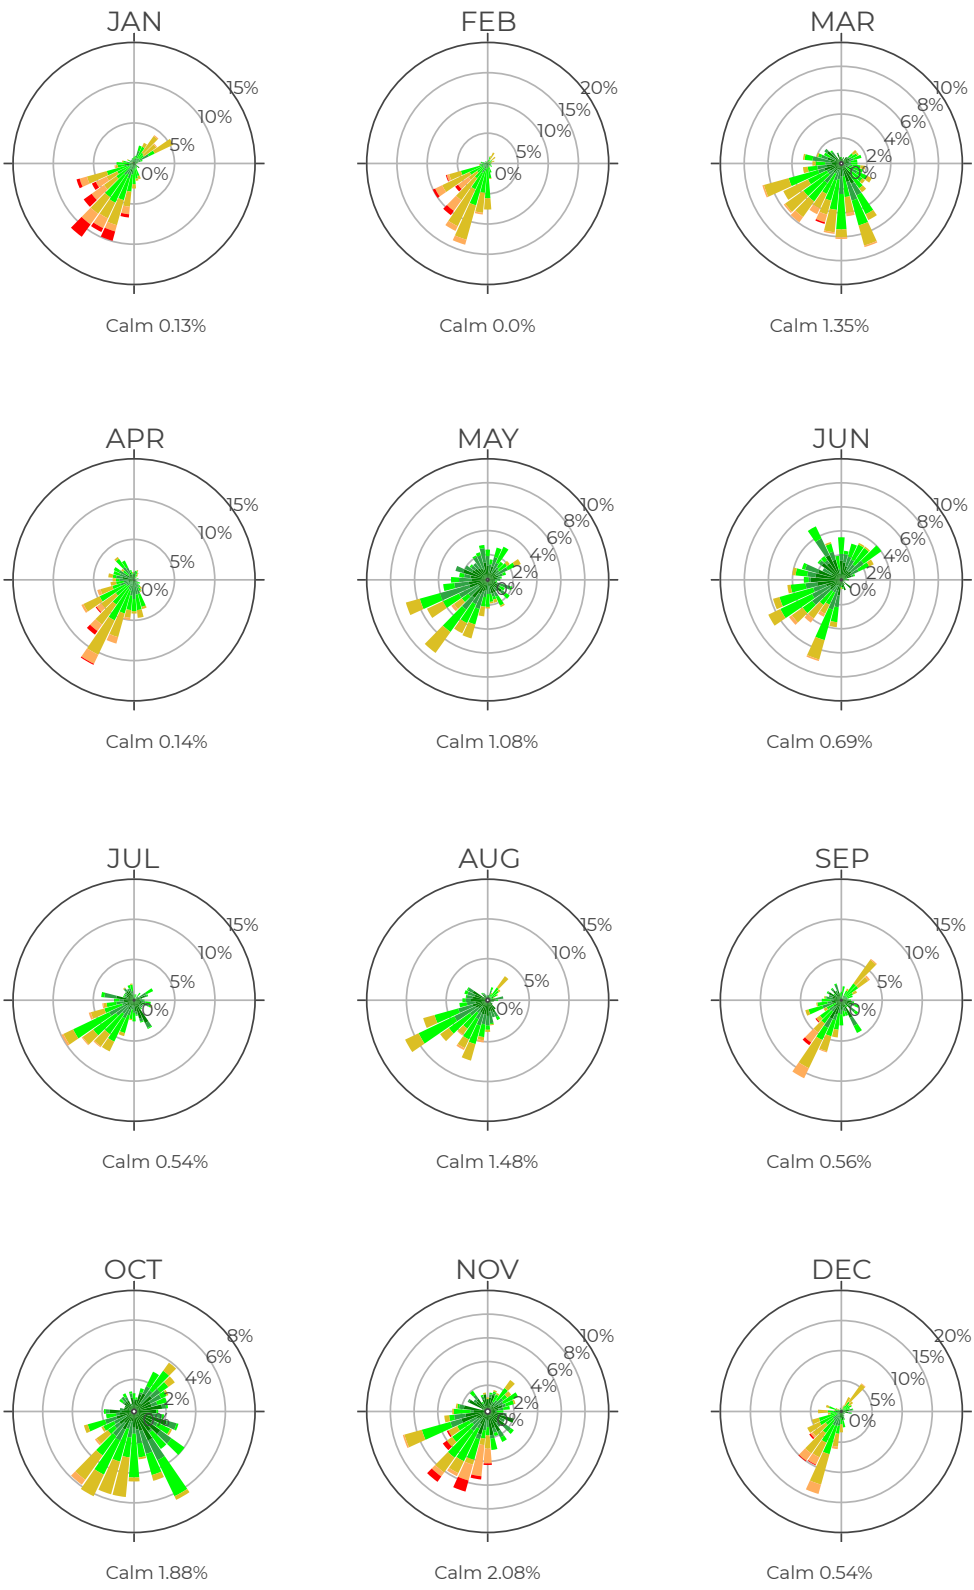 JAN FEB MAR
15% 20% 10%
10% 15% 8%
5% 10% 6%
0% 5% 4%
0% 2%
0%
Calm 0.13% Calm 0.0% Calm 1.35%
APR MAY JUN
15% 10% 10%
10% 8% 8%
5% 6% 6%
0% 4% 4%
2% 2%
0% 0%
Calm 0.14% Calm 1.08% Calm 0.69%
JUL AUG SEP
15% 15% 15%
10% 10% 10%
5% 5% 5%
0% 0% 0%
Calm 0.54% Calm 1.48% Calm 0.56%
OCT NOV DEC
8% 10% 20%
6% 8% 15%
4% 6% 10%
2% 4% 5%
2% 0%
0%
Calm 1.88% Calm 2.08% Calm 0.54%